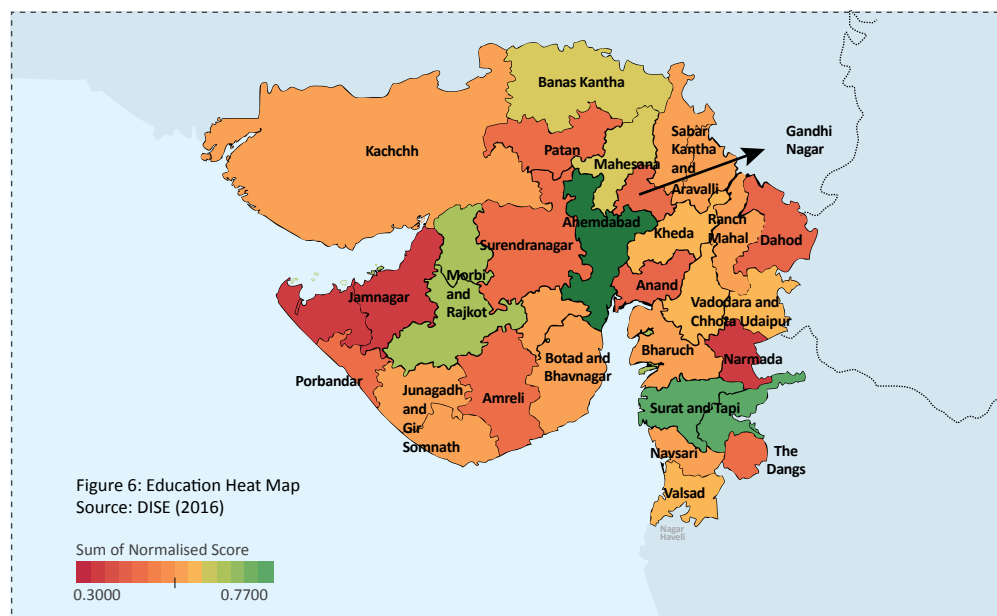 Banas Kantha
Kachchh
Patan
Mahesana
Sabar
Kantha
and
Aravalli
Gandhi
Nagar
Ahemdabad
Surendranagar
Kheda
Ranch
Mahal
Dahod
Morbi
and
Rajkot
Jamnagar
Anand
Vadodara and
Chhota Udaipur
Porbandar
Botad and
Bhavnagar
Bharuch
Narmada
Junagadh
and
Gir
Somnath
Amreli
Surat and Tapi
Navsari
The
Dangs
Valsad
Nagar
Haveli
Figure 6: Education Heat Map
Source: DISE (2016)
Sum of Normalised Score
0.3000 0.7700